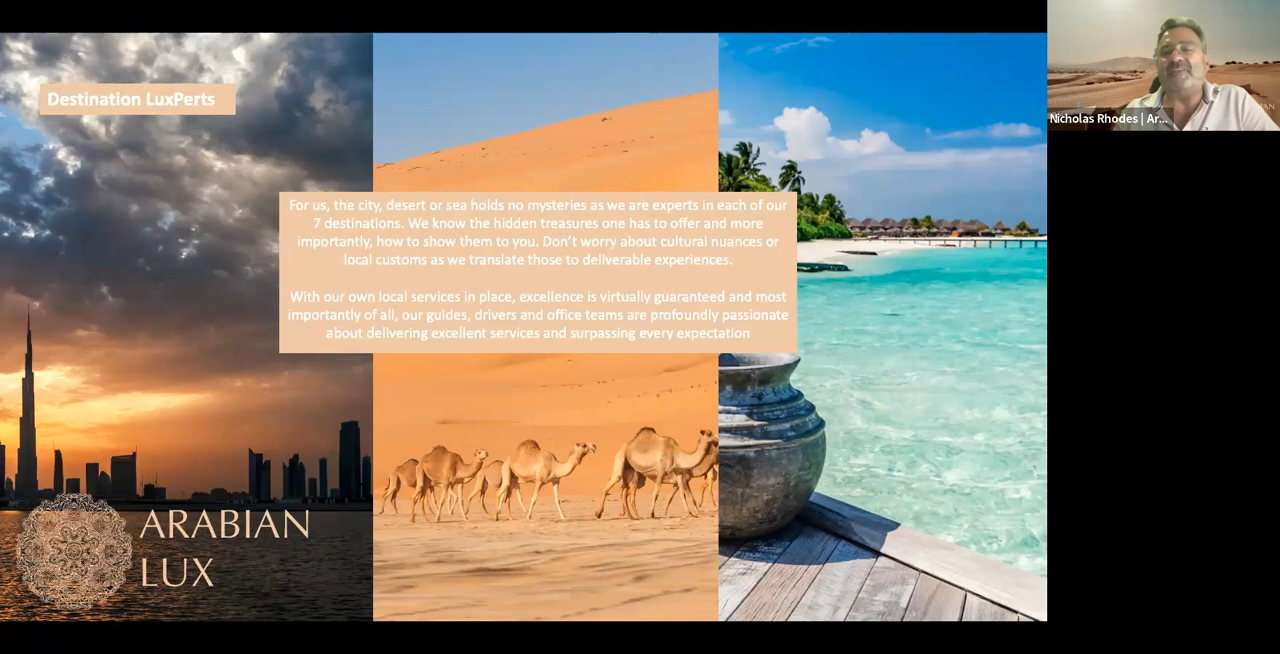 Destination LuxPerts
For us, the city, desert or sea holds no mysteries as we are experts in each of our
7 destinations. We know the hidden treasures one has to offer and more
importantly, how to show them to you. Don't worry about cultural nuances or
local customs as we translate those to deliverable experiences.
With our own local services in place, excellence is virtually guaranteed and most
importantly of all, our guides, drivers and office teams are profoundly passionate
about delivering excellent services and surpassing every expectation
ARABIAN
LUX
Nicholas Rhodes | Ar...